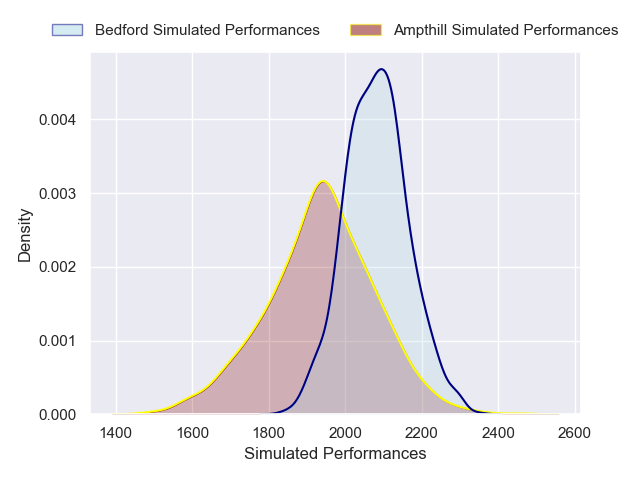 Bedford Simulated Performances
Ampthill Simulated Performances
0.004
0.003
0.002
0.001
0.000
Density
1400 1600 1800 2000 2200 2400 2600
Simulated Performances